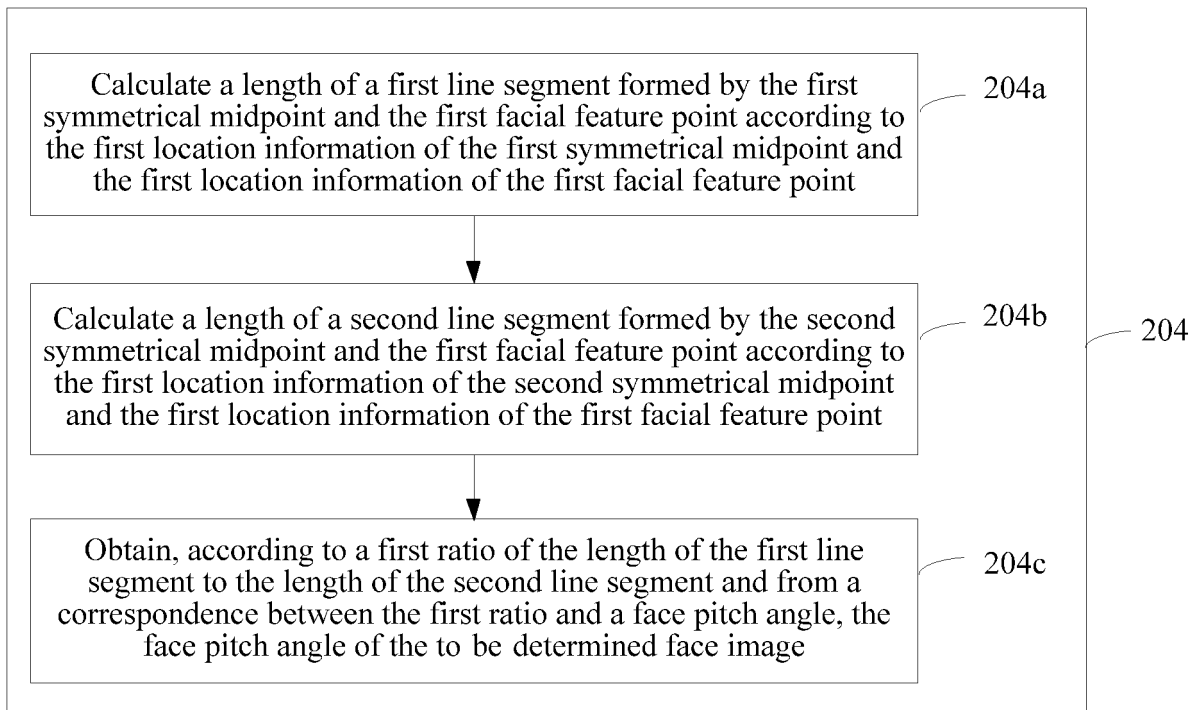 Calculate a length of a first line segment formed by the first
symmetrical midpoint and the first facial feature point according to
the first location information of the first symmetrical midpoint and
the first location information of the first facial feature point
204a
Calculate a length of a second line segment formed by the second
symmetrical midpoint and the first facial feature point according to
the first location information of the second symmetrical midpoint
and the first location information of the first facial feature point
204b
204
Obtain, according to a first ratio of the length of the first line
segment to the length of the second line segment and from a
correspondence between the first ratio and a face pitch angle, the
face pitch angle of the to be determined face image
204c